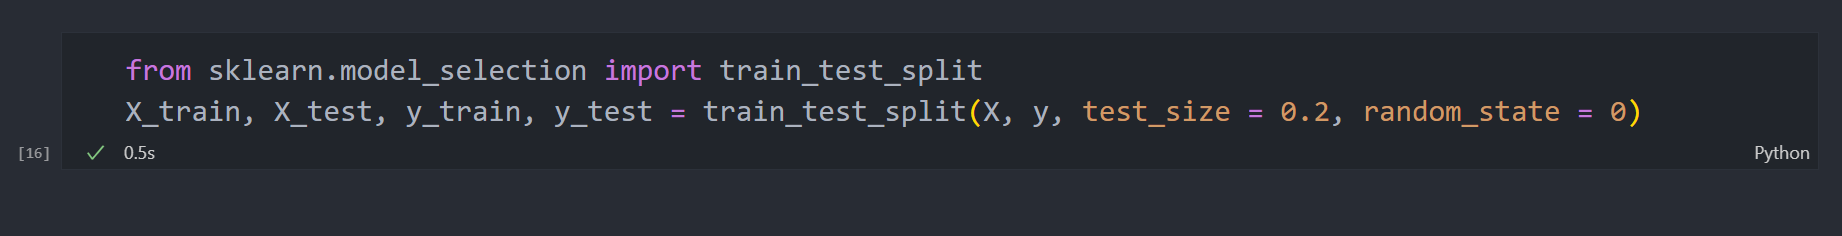 from sklearn.model_selection import train_test_split
X_train, X_test, y_train, y_test = train_test_split(X, y, test_size = 0.2, random_state = 0)
[16] ✓ 0.5s Python